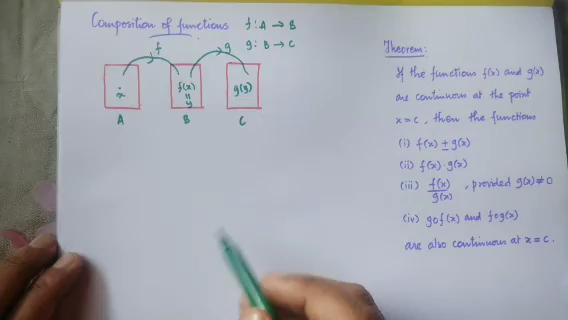 Composition of functions f : A → B
g : B → C
f g
ẋ f(x) g(y)
=
y
A B C
Theorem:
If the functions f(x) and g(x)
are continuous at the point
x = c, then the functions
(i) f(x) ± g(x)
(ii) f(x) · g(x)
(iii) f(x)/g(x) , provided g(x) ≠ 0
(iv) gof(x) and fog(x)
are also continuous at x = c.